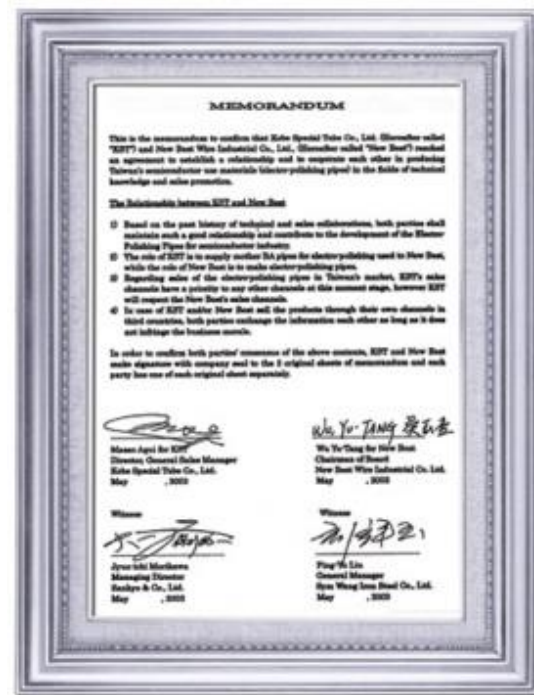 MEMORANDUM
This is the memorandum to confirm that Kobe Special Tube Co., Ltd. (Hereafter called
"KST") and New Best Wire Industrial Co., Ltd., (Hereafter called "New Best") reached
an agreement to establish a relationship and to cooperate each other in producing
Taiwan's semiconductor use materials (electro-polishing pipes) in the fields of technical
knowledge and sales promotion.
The Relationship between KST and New Best
1) Based on the past history of technical and sales collaborations, both parties shall
maintain such a good relationship and contribute to the development of the Electro-
Polishing Pipes for semiconductor industry.
2) The role of KST is to supply mother BA pipes for electro-polishing used to New Best,
while the role of New Best is to make electro-polishing pipes.
3) Regarding sales of the electro-polishing pipes in Taiwan's market, KST's sales
channels have a priority to any other channels at this moment stage, however KST
will respect the New Best's sales channels.
4) In case of KST and/or New Best sell the products through their own channels in
third countries, both parties exchange the information each other as long as it does
not infringe the business morals.
In order to confirm both parties' consensus of the above contents, KST and New Best
make signature with company seal to the 2 original sheets of memorandum and each
party has one of each original sheet separately.
Wu Yu-TANG
Masao Agui for KST
Director, General Sales Manager
Kobe Special Tube Co., Ltd.
May , 2003
Wu Yu-Tang for New Best
Chairman of Board
New Best Wire Industrial Co. Ltd.
May , 2003
Witness
Witness
Jyun-ichi Morikawa
Managing Director
Sankyo & Co., Ltd.
May , 2003
Ping-Yo Liu
General Manager
Syn Wang Iron Steel Co., Ltd.
May , 2003